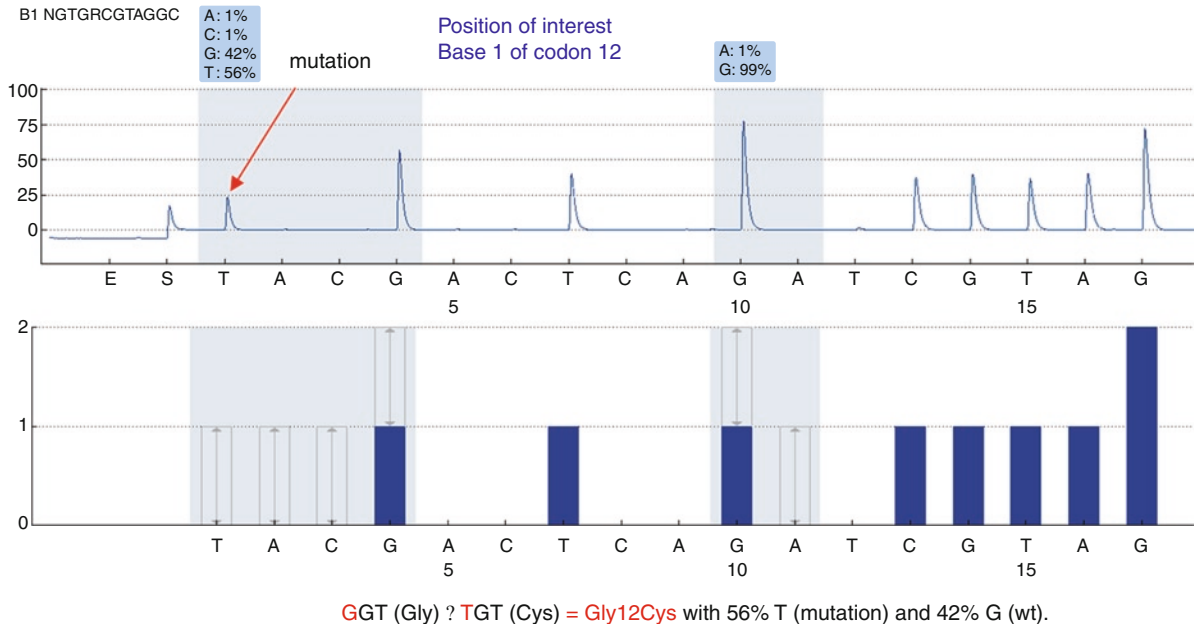 B1 NGTGRCGTAGGC
A: 1%
C: 1%
G: 42%
T: 56%
mutation
Position of interest
Base 1 of codon 12
A: 1%
G: 99%
100
75
50
25
0
E S T A C G A C T C A G A T C G T A G
5 10 15
2
1
0
T A C G A C T C A G A T C G T A G
5 10 15
GGT (Gly) ? TGT (Cys) = Gly12Cys with 56% T (mutation) and 42% G (wt).